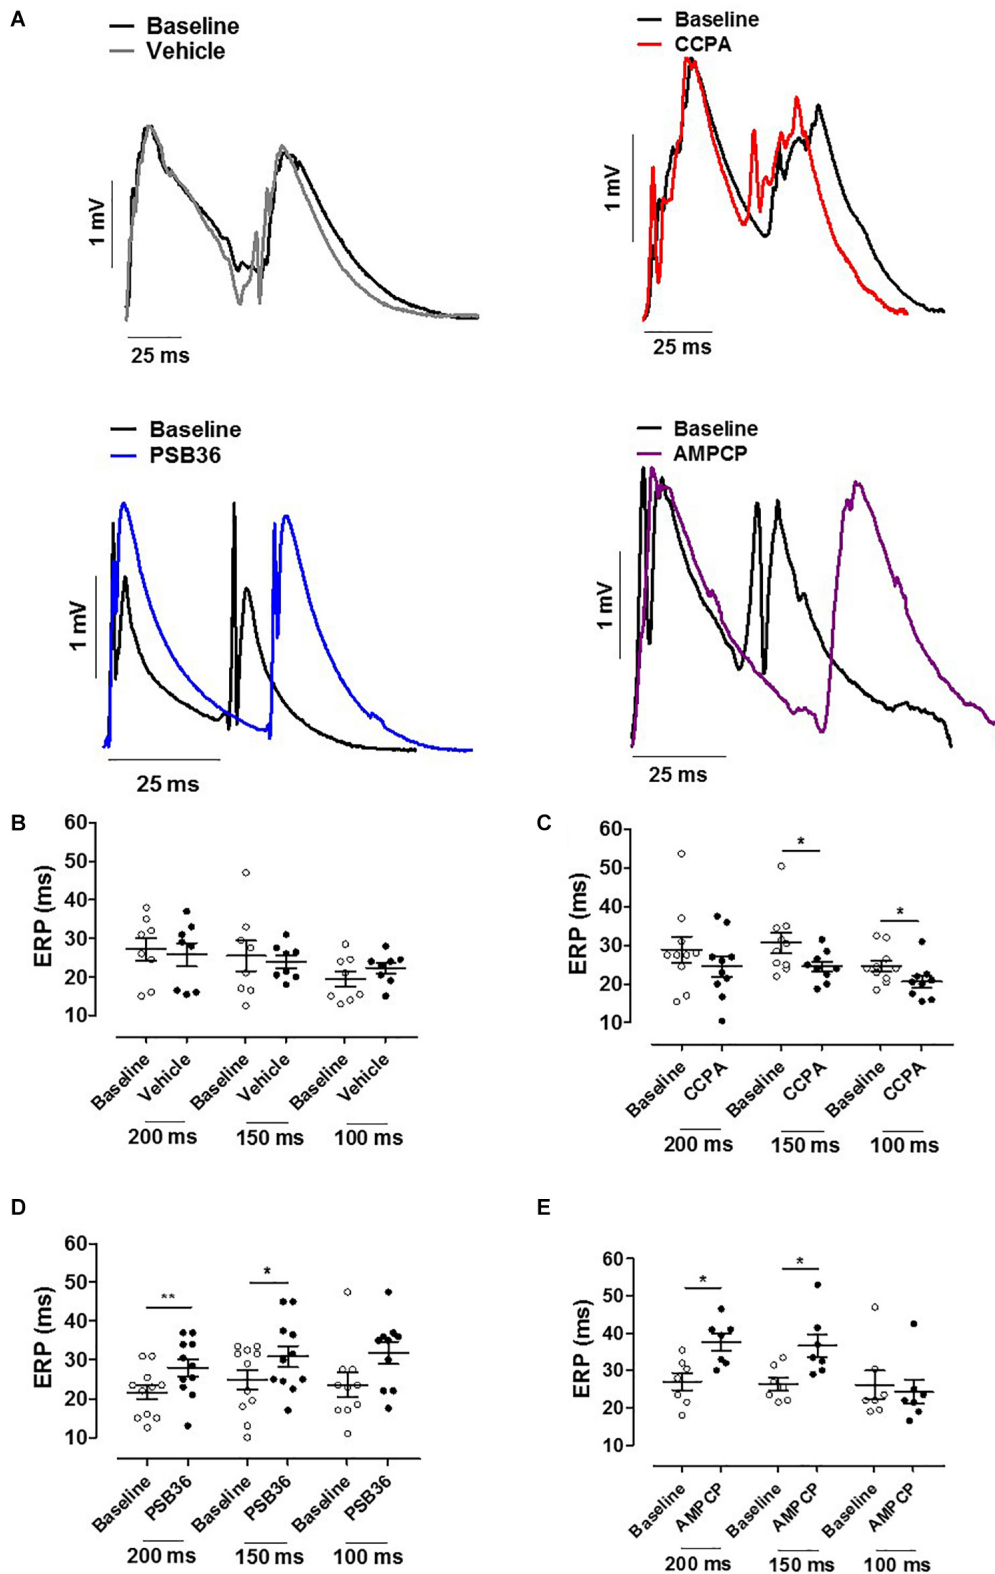 A
Baseline
Vehicle
1 mV
25 ms
Baseline
CCPA
1 mV
25 ms
Baseline
PSB36
1 mV
25 ms
Baseline
AMPCP
1 mV
25 ms
B
ERP (ms)
60
50
40
30
20
10
Baseline
Vehicle
Baseline
Vehicle
Baseline
Vehicle
200 ms
150 ms
100 ms
C
ERP (ms)
60
50
40
30
20
10
*
*
Baseline
CCPA
Baseline
CCPA
Baseline
CCPA
200 ms
150 ms
100 ms
D
ERP (ms)
60
50
40
30
20
10
**
*
Baseline
PSB36
Baseline
PSB36
Baseline
PSB36
200 ms
150 ms
100 ms
E
ERP (ms)
60
50
40
30
20
10
*
*
Baseline
AMPCP
Baseline
AMPCP
Baseline
AMPCP
200 ms
150 ms
100 ms